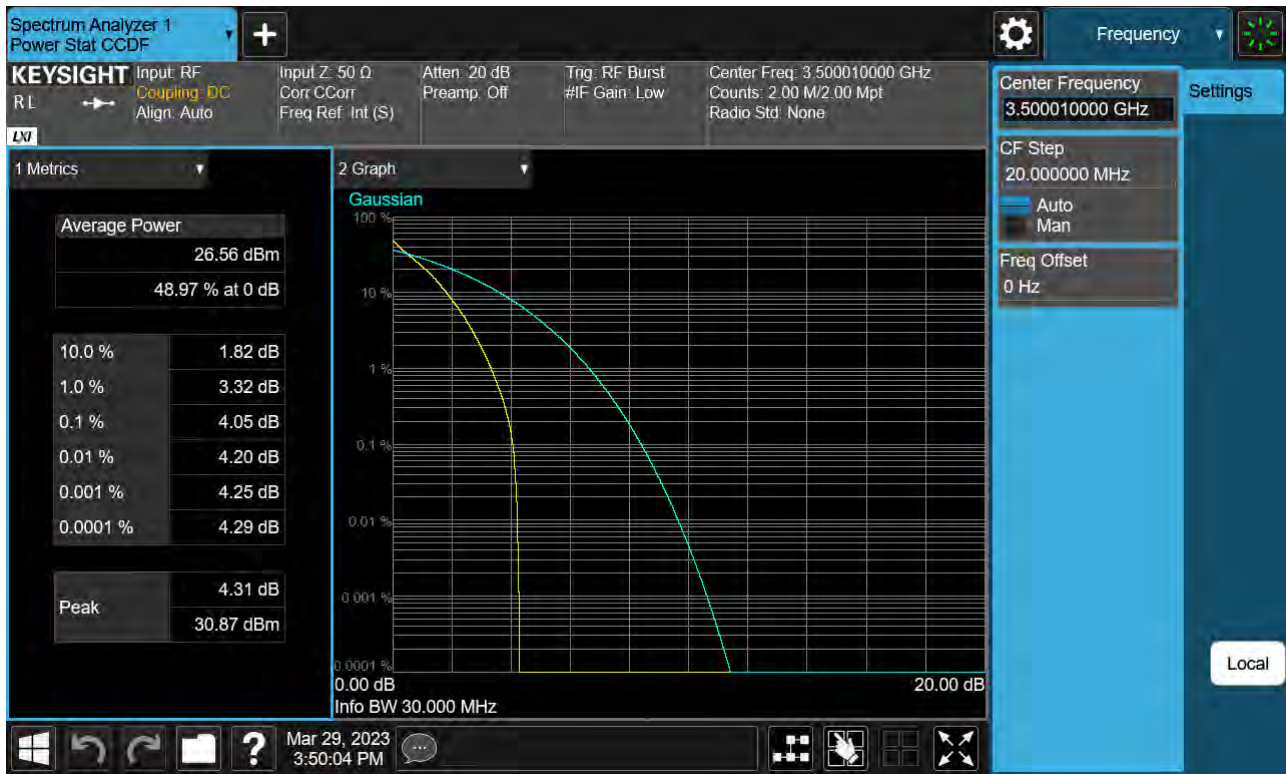 Spectrum Analyzer 1
Power Stat CCDF
+
Frequency
KEYSIGHT
R L
LXI
Input: RF
Coupling: DC
Align: Auto
Input Z: 50 Ω
Corr CCorr
Freq Ref: Int (S)
Atten: 20 dB
Preamp: Off
Trig: RF Burst
#IF Gain: Low
Center Freq: 3.500010000 GHz
Counts: 2.00 M/2.00 Mpt
Radio Std: None
Center Frequency
3.500010000 GHz
Settings
CF Step
20.000000 MHz
Auto
Man
Freq Offset
0 Hz
Local
1 Metrics
Average Power
26.56 dBm
48.97 % at 0 dB
10.0 % 1.82 dB
1.0 % 3.32 dB
0.1 % 4.05 dB
0.01 % 4.20 dB
0.001 % 4.25 dB
0.0001 % 4.29 dB
Peak
4.31 dB
30.87 dBm
2 Graph
Gaussian
100 %
10 %
1 %
0.1 %
0.01 %
0.001 %
0.0001 %
0.00 dB 20.00 dB
Info BW 30.000 MHz
?
Mar 29, 2023
3:50:04 PM